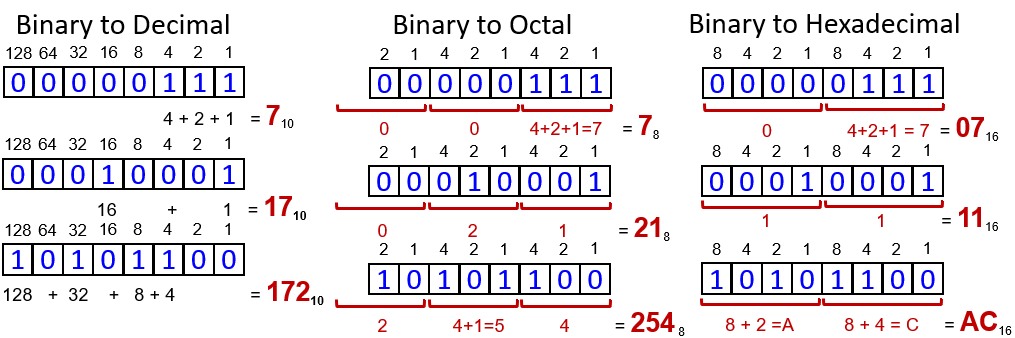 Binary to Decimal
128 64 32 16 8 4 2 1
0 0 0 0 0 1 1 1
4 + 2 + 1 = 7₁₀
128 64 32 16 8 4 2 1
0 0 0 1 0 0 0 1
16 + 1 = 17₁₀
128 64 32 16 8 4 2 1
1 0 1 0 1 1 0 0
128 + 32 + 8 + 4 = 172₁₀
Binary to Octal
2 1 4 2 1 4 2 1
0 0 0 0 0 1 1 1
0 0 4+2+1=7 = 7₈
2 1 4 2 1 4 2 1
0 0 0 1 0 0 0 1
0 2 1 = 21₈
2 1 4 2 1 4 2 1
1 0 1 0 1 1 0 0
2 4+1=5 4 = 254₈
Binary to Hexadecimal
8 4 2 1 8 4 2 1
0 0 0 0 0 1 1 1
0 4+2+1 = 7 = 07₁₆
8 4 2 1 8 4 2 1
0 0 0 1 0 0 0 1
1 1 = 11₁₆
8 4 2 1 8 4 2 1
1 0 1 0 1 1 0 0
8 + 2 =A 8 + 4 = C = AC₁₆